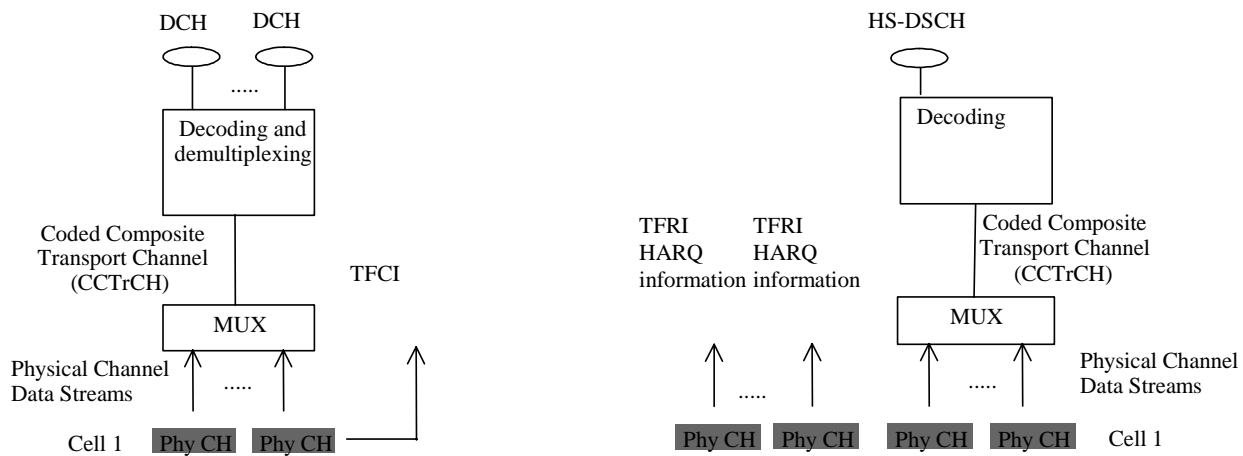 DCH
DCH
.....
Decoding and
demultiplexing
Coded Composite
Transport Channel
(CCTrCH)
TFCI
MUX
Physical Channel
Data Streams
.....
Cell 1
Phy CH
Phy CH
HS-DSCH
Decoding
TFRI
HARQ
information
TFRI
HARQ
information
Coded Composite
Transport Channel
(CCTrCH)
MUX
Physical Channel
Data Streams
.....
.....
Phy CH
Phy CH
Phy CH
Phy CH
Cell 1